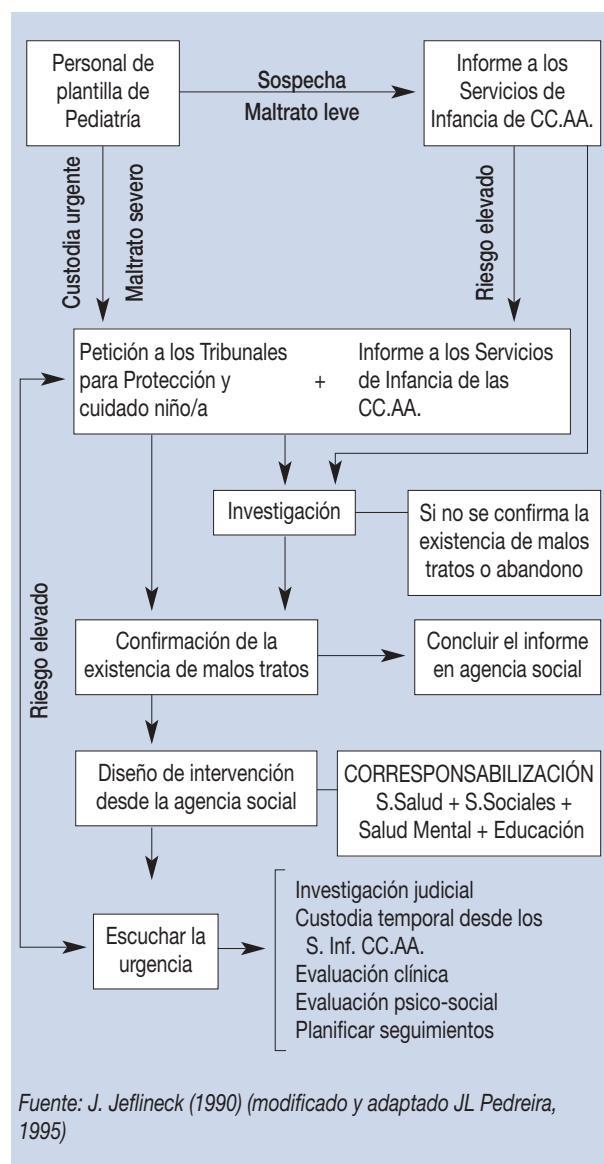 Personal de
plantilla de
Pediatría
Sospecha
Maltrato leve
Informe a los
Servicios de
Infancia de CC.AA.
Custodia urgente
Maltrato severo
Riesgo elevado
Petición a los Tribunales
para Protección y
cuidado niño/a
+
Informe a los Servicios
de Infancia de las
CC.AA.
Investigación
Si no se confirma la
existencia de malos
tratos o abandono
Riesgo elevado
Confirmación de la
existencia de malos tratos
Concluir el informe
en agencia social
Diseño de intervención
desde la agencia social
CORRESPONSABILIZACIÓN
S.Salud + S.Sociales +
Salud Mental + Educación
Escuchar la
urgencia
Investigación judicial
Custodia temporal desde los
S. Inf. CC.AA.
Evaluación clínica
Evaluación psico-social
Planificar seguimientos
Fuente: J. Jeflineck (1990) (modificado y adaptado JL Pedreira,
1995)